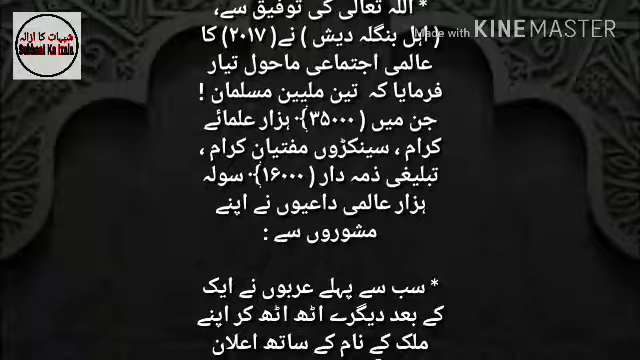 * اللہ تعالی کی توفیق سے،
( اہل بنگلہ دیش ) نے( ۲۰۱۷) کا
عالمی اجتماعی ماحول تیار
فرمایا کہ تین ملیین مسلمان !
جن میں ( ۳۵۰۰۰}· ہزار علمائے
کرام ، سینکڑوں مفتیان کرام ،
تبلیغی ذمہ دار ( ۱۶۰۰۰}· سولہ
ہزار عالمی داعیوں نے اپنے
مشوروں سے :
* سب سے پہلے عربوں نے ایک
کے بعد دیگرے اٹھ اٹھ کر اپنے
ملک کے نام کے ساتھ اعلان
Made with KINEMASTER
شبہات کا ازالہ
Subhaat Ka Izala